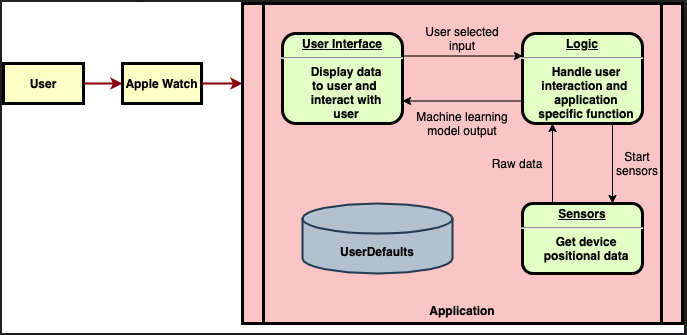 User
Apple Watch
User Interface
Display data
to user and
interact with
user
User selected
input
Machine learning
model output
Logic
Handle user
interaction and
application
specific function
Raw data
Start
sensors
Sensors
Get device
positional data
UserDefaults
Application